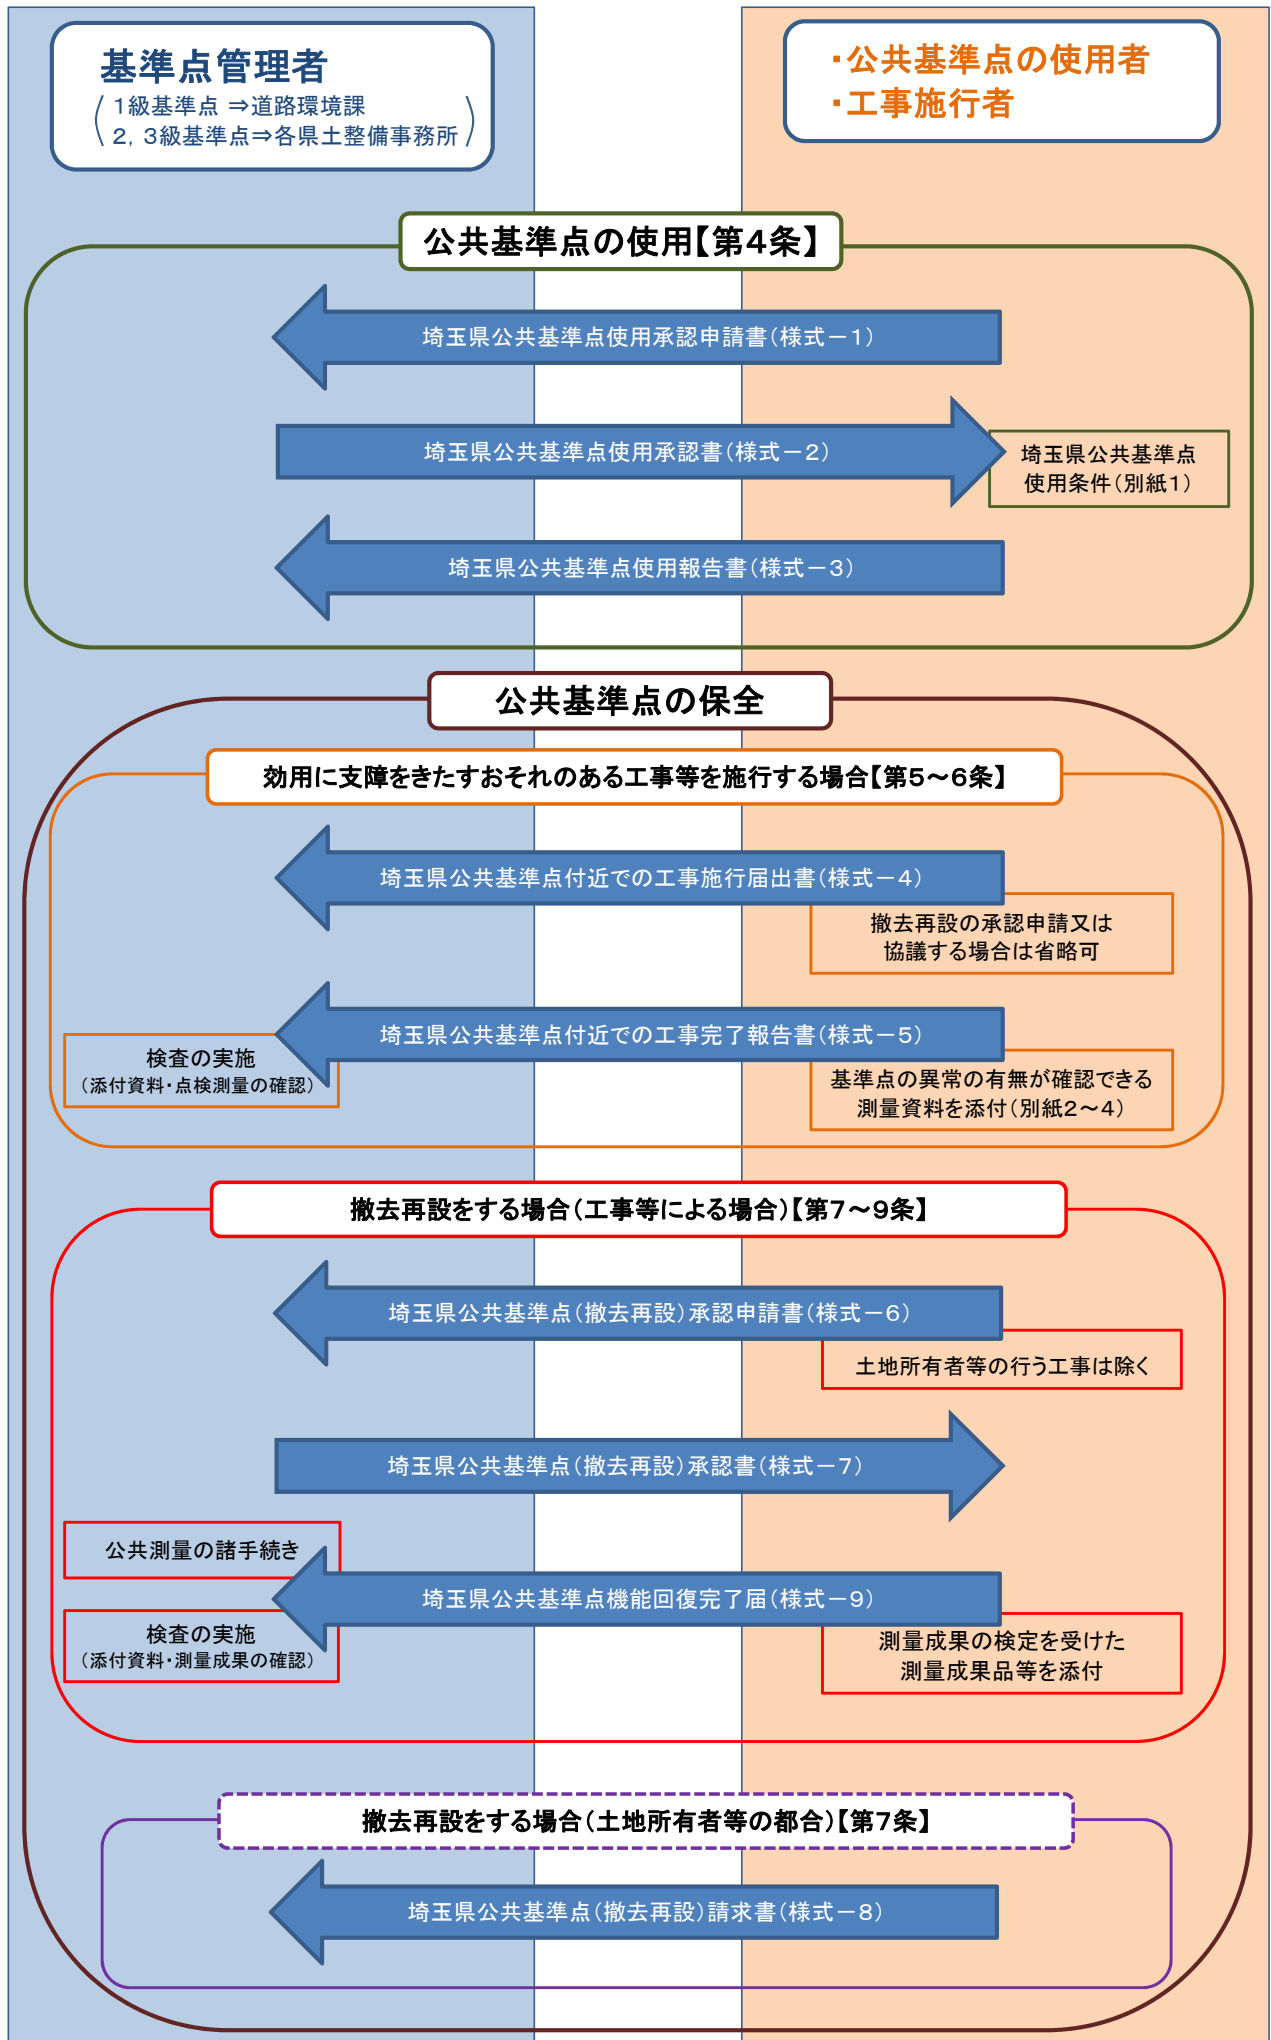 基準点管理者
１級基準点 ⇒道路環境課
２，３級基準点⇒各県土整備事務所
・公共基準点の使用者
・工事施行者
公共基準点の使用【第４条】
埼玉県公共基準点使用承認申請書（様式－１）
埼玉県公共基準点使用承認書（様式－２）
埼玉県公共基準点
使用条件（別紙１）
埼玉県公共基準点使用報告書（様式－３）
公共基準点の保全
効用に支障をきたすおそれのある工事等を施行する場合【第５～６条】
埼玉県公共基準点付近での工事施行届出書（様式－４）
撤去再設の承認申請又は
協議する場合は省略可
埼玉県公共基準点付近での工事完了報告書（様式－５）
検査の実施
（添付資料・点検測量の確認）
基準点の異常の有無が確認できる
測量資料を添付（別紙２～４）
撤去再設をする場合（工事等による場合）【第７～９条】
埼玉県公共基準点（撤去再設）承認申請書（様式－６）
土地所有者等の行う工事は除く
埼玉県公共基準点（撤去再設）承認書（様式－７）
公共測量の諸手続き
埼玉県公共基準点機能回復完了届（様式－９）
検査の実施
（添付資料・測量成果の確認）
測量成果の検定を受けた
測量成果品等を添付
撤去再設をする場合（土地所有者等の都合）【第７条】
埼玉県公共基準点（撤去再設）請求書（様式－８）